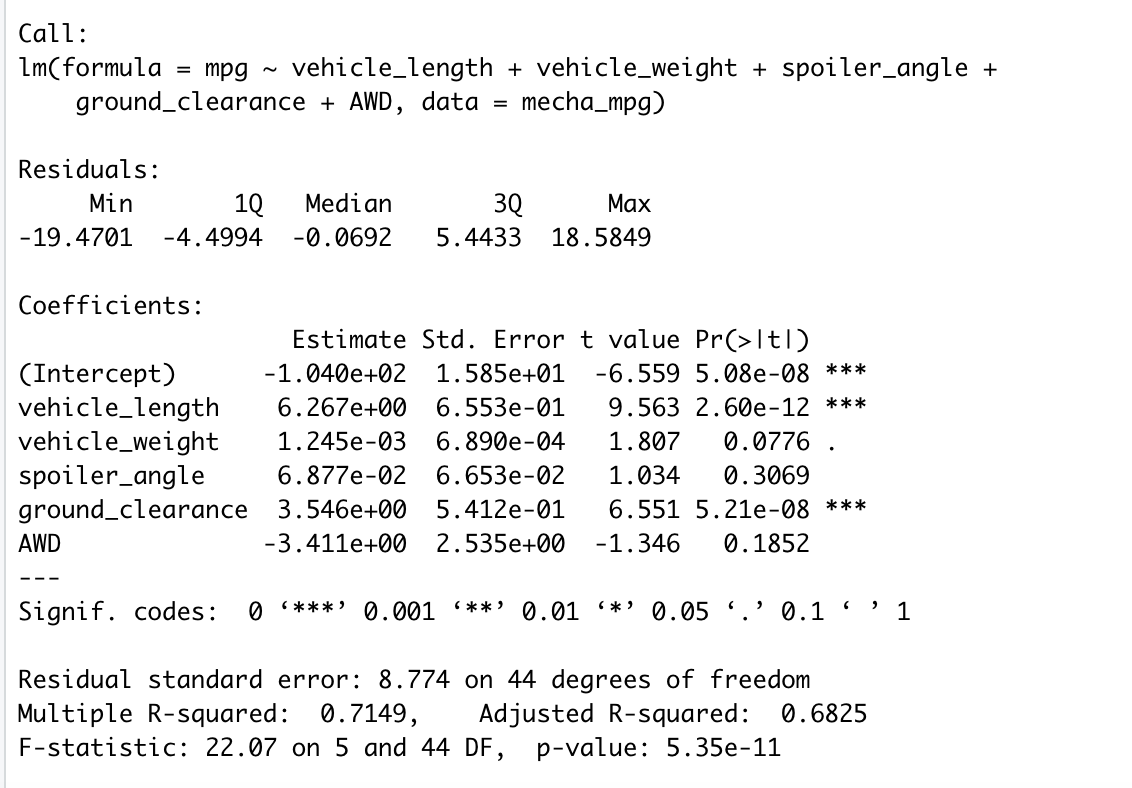 Call:
lm(formula = mpg ~ vehicle_length + vehicle_weight + spoiler_angle +
    ground_clearance + AWD, data = mecha_mpg)

Residuals:
     Min       1Q   Median       3Q      Max
-19.4701  -4.4994  -0.0692   5.4433  18.5849

Coefficients:
                   Estimate Std. Error t value Pr(>|t|)
(Intercept)      -1.040e+02  1.585e+01  -6.559 5.08e-08 ***
vehicle_length    6.267e+00  6.553e-01   9.563 2.60e-12 ***
vehicle_weight    1.245e-03  6.890e-04   1.807   0.0776 .
spoiler_angle     6.877e-02  6.653e-02   1.034   0.3069
ground_clearance  3.546e+00  5.412e-01   6.551 5.21e-08 ***
AWD              -3.411e+00  2.535e+00  -1.346   0.1852
---
Signif. codes:  0 ‘***’ 0.001 ‘**’ 0.01 ‘*’ 0.05 ‘.’ 0.1 ‘ ’ 1

Residual standard error: 8.774 on 44 degrees of freedom
Multiple R-squared:  0.7149,    Adjusted R-squared:  0.6825
F-statistic: 22.07 on 5 and 44 DF,  p-value: 5.35e-11